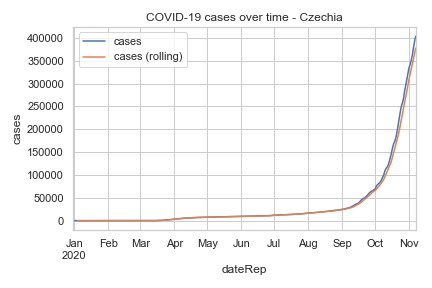 COVID-19 cases over time - Czechia
cases
cases (rolling)
400000
350000
300000
250000
200000
150000
100000
50000
0
cases
Jan Feb Mar Apr May Jun Jul Aug Sep Oct Nov
2020
dateRep